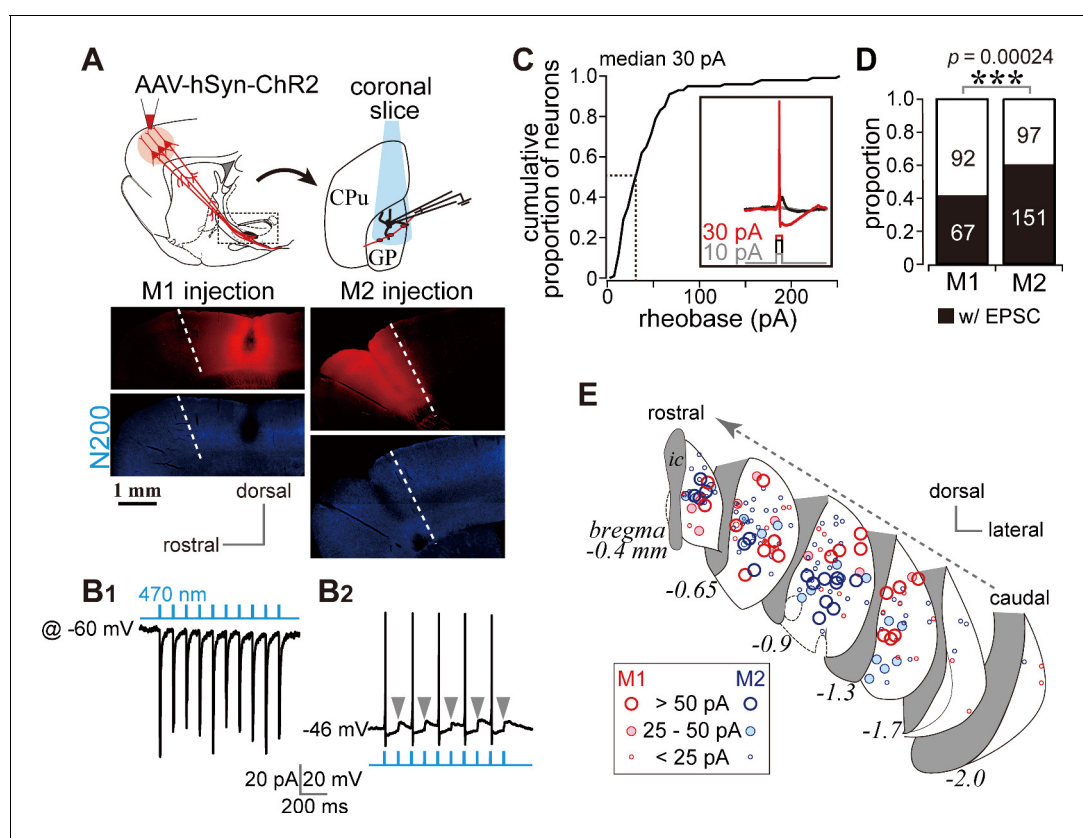 A
AAV-hSyn-ChR2
coronal
slice
CPu
GP
M1 injection
M2 injection
N200
1 mm
dorsal
rostral
B1
470 nm
@ -60 mV
B2
-46 mV
20 pA
20 mV
200 ms
C
median 30 pA
cumulative
proportion of neurons
1.0
0.8
0.6
0.4
0.2
0
0
200
rheobase (pA)
30 pA
10 pA
D
p = 0.00024
***
proportion
1.0
0.8
0.6
0.4
0.2
0
92
67
97
151
M1
M2
w/ EPSC
E
rostral
ic
bregma
-0.4 mm
-0.65
-0.9
-1.3
-1.7
-2.0
dorsal
lateral
caudal
M1
M2
> 50 pA
25 - 50 pA
< 25 pA